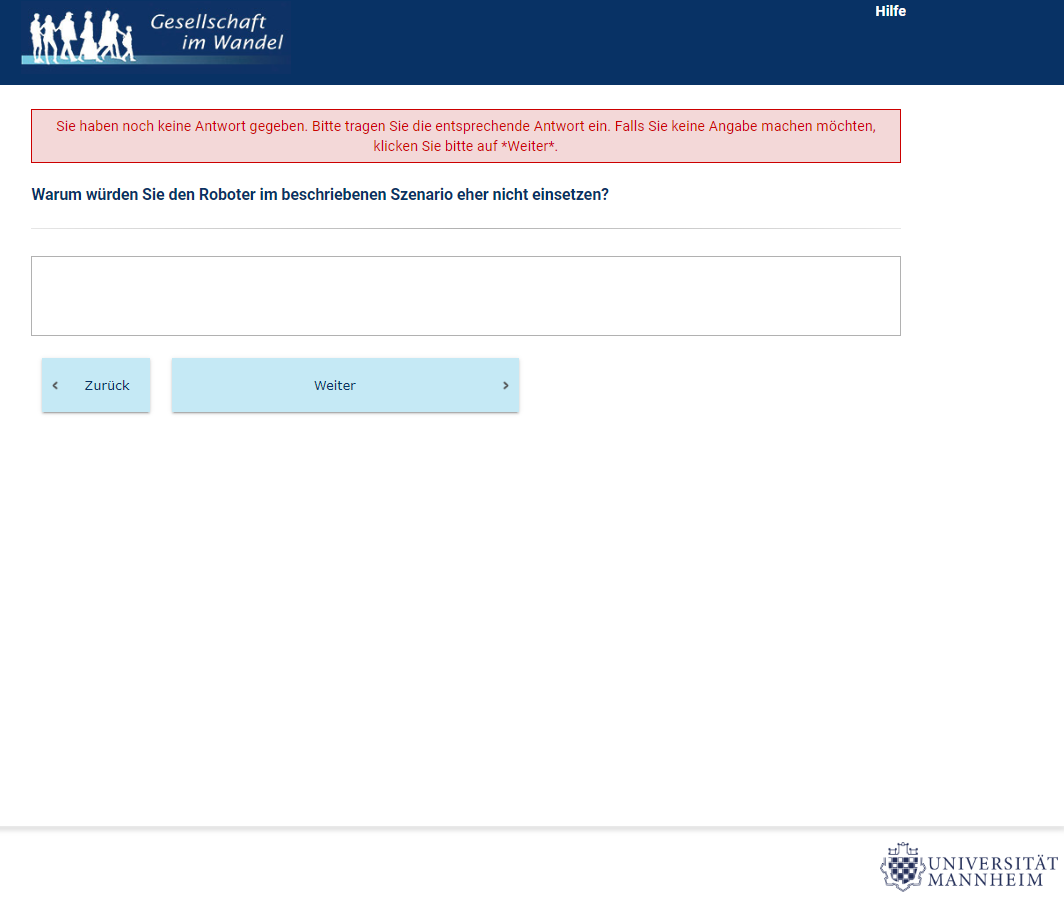 Gesellschaft
im Wandel
Hilfe
Sie haben noch keine Antwort gegeben. Bitte tragen Sie die entsprechende Antwort ein. Falls Sie keine Angabe machen möchten,
klicken Sie bitte auf *Weiter*.
Warum würden Sie den Roboter im beschriebenen Szenario eher nicht einsetzen?
Zurück
Weiter
UNIVERSITÄT
MANNHEIM